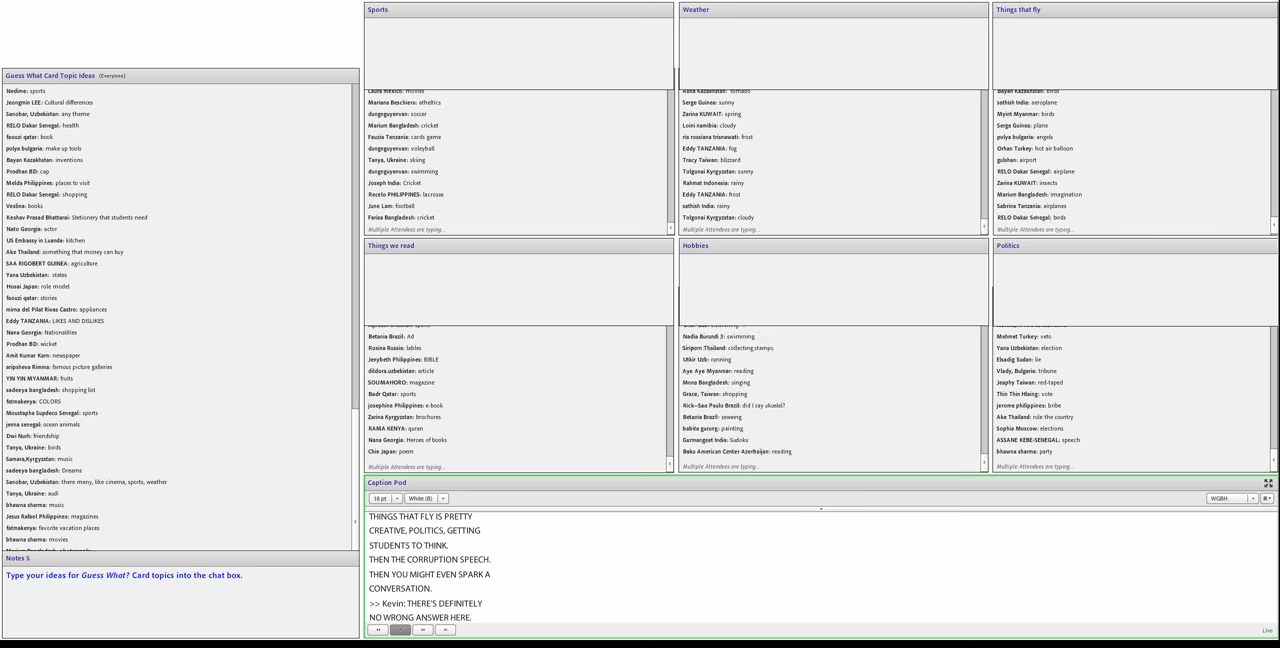 Guess What Card Topic Ideas (Everyone)
Nedime: sports
Jeongmin LEE: Cultural differences
Sanobar, Uzbekistan: any theme
RELO Dakar Senegal: health
faouzi qatar: book
polya bulgaria: make up tools
Bayan Kazakhstan: inventions
Prodhan BD: cap
Melda Philippines: places to visit
RELO Dakar Senegal: shopping
Veslina: books
Keshav Prasad Bhattarai: Stetionery that students need
Nato Georgia: actor
US Embassy in Luanda: kitchen
Ake Thailand: something that money can buy
SAA RIGOBERT GUINEA: agriculture
Yana Uzbekistan: states
Hosai Japan: role model
faouzi qatar: stories
mirna del Pilat Rivas Castro: appliances
Eddy TANZANIA: LIKES AND DISLIKES
Nana Georgia: Nationalities
Prodhan BD: wicket
Amit Kumar Karn: newspaper
aripsheva Rimma: famous picture galleries
YIN YIN MYANMAR: fruits
sadeeya bangladesh: shopping list
fatmakenya: COLORS
Moustapha Supdeco Senegal: sports
jenna senegal: ocean animals
Dwi Nurh: friendship
Tanya, Ukraine: birds
Samara,Kyrgyzstan: music
sadeeya bangladesh: Dreams
Sanobar, Uzbekistan: there meny, like cinema, sports, weather
Tanya, Ukraine: audi
bhawna sharma: music
Jesus Rafael Philippines: magazines
fatmakenya: favorite vacation places
bhawna sharma: movies
Notes 5
Type your ideas for Guess What? Card topics into the chat box.
Sports
Laura mexico: movies
Mariana Beschieru: atheltics
dungnguyenvan: soccer
Marium Bangladesh: cricket
Fauzia Tanzania: cards game
dungnguyenvan: volleyball
Tanya, Ukraine: skiing
dungnguyenvan: swimming
Joseph India: Cricket
Recelo PHILIPPINES: lacrosse
June Lam: football
Farisa Bangladesh: cricket
Multiple Attendees are typing...
Weather
Kazakhstan: tornado
Serge Guinea: sunny
Zarina KUWAIT: spring
Loini namibia: cloudy
ria rossiana trisnawati: frost
Eddy TANZANIA: fog
Tracy Taiwan: blizzard
Tolgonai Kyrgyzstan: sunny
Rahmat Indonesia: rainy
Eddy TANZANIA: frost
sathish India: rainy
Tolgonai Kyrgyzstan: cloudy
Multiple Attendees are typing...
Things that fly
Bayan Kazakhstan: birds
sathish India: aeroplane
Myint Myanmar: birds
Serge Guinea: plane
polya bulgaria: angels
Orhan Turkey: hot air balloon
gulshan: airport
RELO Dakar Senegal: airplane
Zarina KUWAIT: insects
Marium Bangladesh: imagination
Sabrina Tanzania: airplanes
RELO Dakar Senegal: birds
Multiple Attendees are typing...
Things we read
Betania Brazil: Ad
Rosina Russia: lables
Jenybeth Philippines: BIBLE
dildora.uzbekistan: article
SOUMAHORO: magazine
Badr Qatar: sports
josephine Philippines: e-book
Zarina Kyrgyzstan: brochures
RAMA KENYA: quran
Nana Georgia: Heroes of books
Chie Japan: poem
Multiple Attendees are typing...
Hobbies
Nadia Burundi 3: swimming
Siriporn Thailand: collecting stamps
Utkir Uzb: running
Aye Aye Myanmar: reading
Mona Bangladesh: singing
Grace, Taiwan: shopping
Rick--Sao Paulo Brazil: did I say ukulele?
Betania Brazil: seweing
babita gurung: painting
Gurmangeet India: Sudoku
Baku American Center Azerbaijan: reading
Multiple Attendees are typing...
Politics
Mehmet Turkey: veto
Yana Uzbekistan: election
Elsadig Sudan: lie
Vlady, Bulgaria: tribune
Jeaphy Taiwan: red-taped
Thin Thin Hlaing: vote
jerome philippines: bribe
Ake Thailand: rule the country
Sophia Moscow: elections
ASSANE KEBE-SENEGAL: speech
bhawna sharma: party
Multiple Attendees are typing...
Caption Pod
18 pt
White (B)
WGBH
THINGS THAT FLY IS PRETTY
CREATIVE, POLITICS, GETTING
STUDENTS TO THINK.
THEN THE CORRUPTION SPEECH.
THEN YOU MIGHT EVEN SPARK A
CONVERSATION.
>> Kevin: THERE'S DEFINITELY
NO WRONG ANSWER HERE.
Live